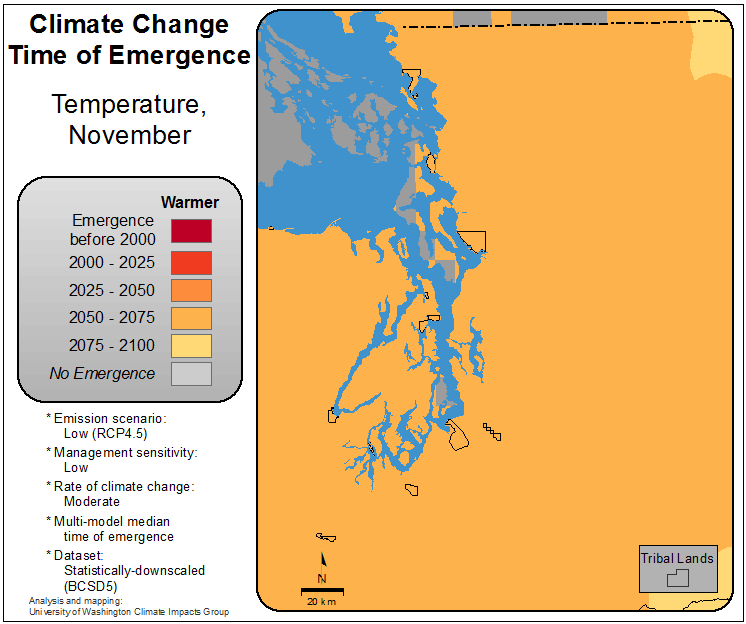 Climate Change
Time of Emergence
Temperature,
November
Warmer
Emergence
before 2000
2000 - 2025
2025 - 2050
2050 - 2075
2075 - 2100
No Emergence
* Emission scenario:
Low (RCP4.5)
* Management sensitivity:
Low
* Rate of climate change:
Moderate
* Multi-model median
time of emergence
* Dataset:
Statistically-downscaled
(BCSD5)
Analysis and mapping:
University of Washington Climate Impacts Group
N
20 km
Tribal Lands